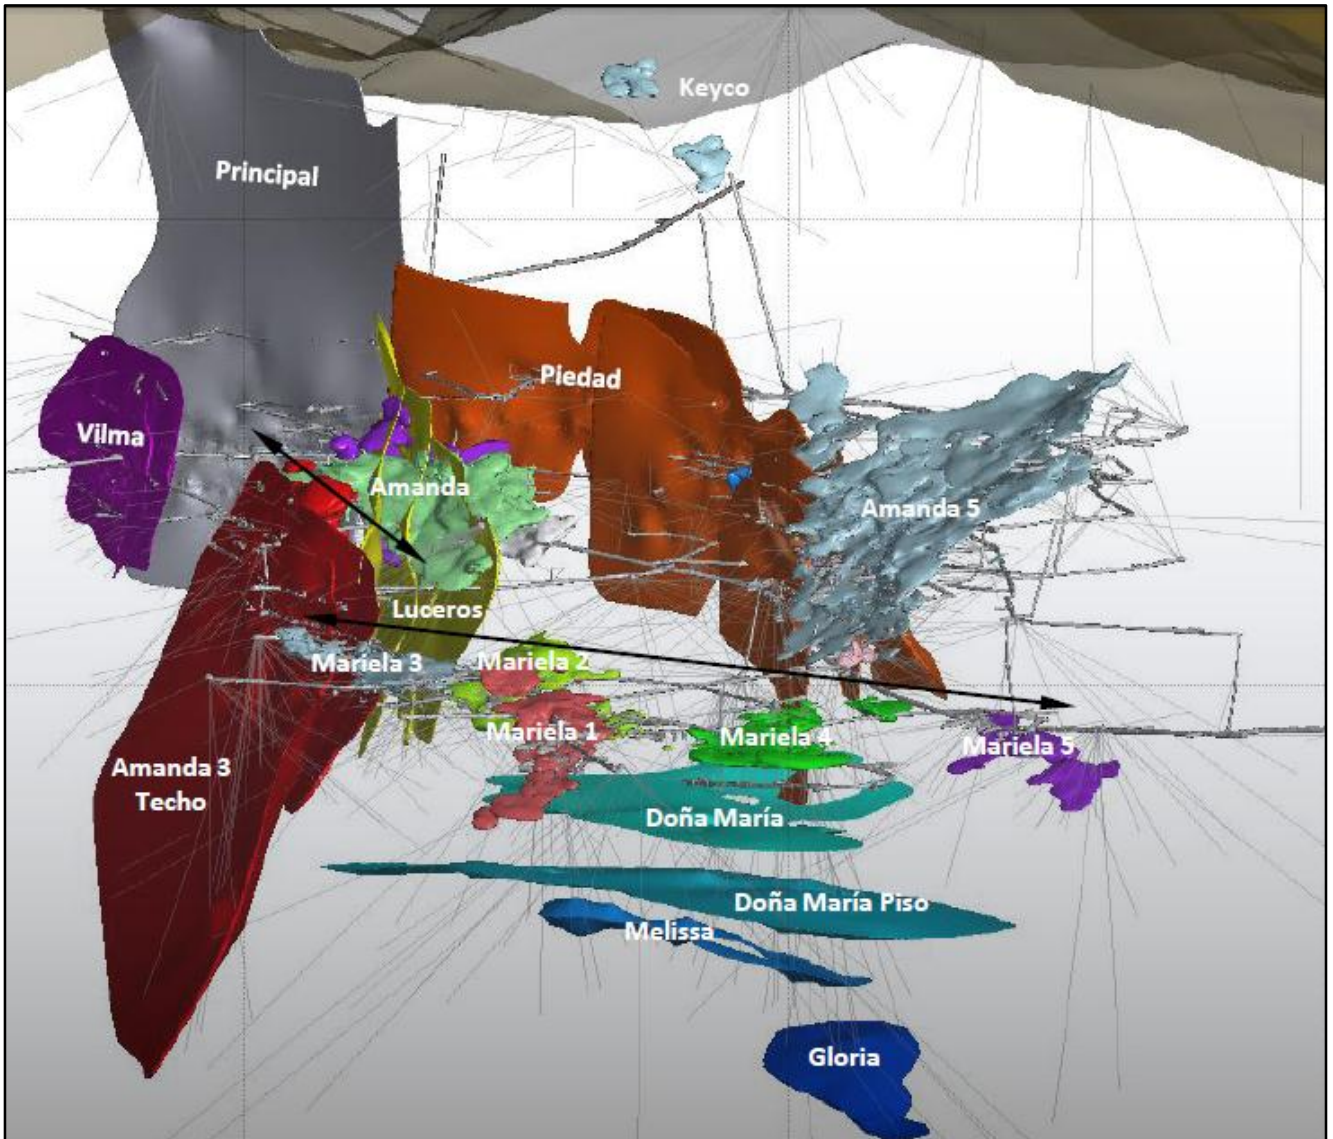 Keyco
Principal
Piedad
Vilma
Amanda
Amanda 5
Luceros
Mariela 3
Mariela 2
Mariela 1
Mariela 4
Mariela 5
Amanda 3
Techo
Doña María
Doña María Piso
Melissa
Gloria